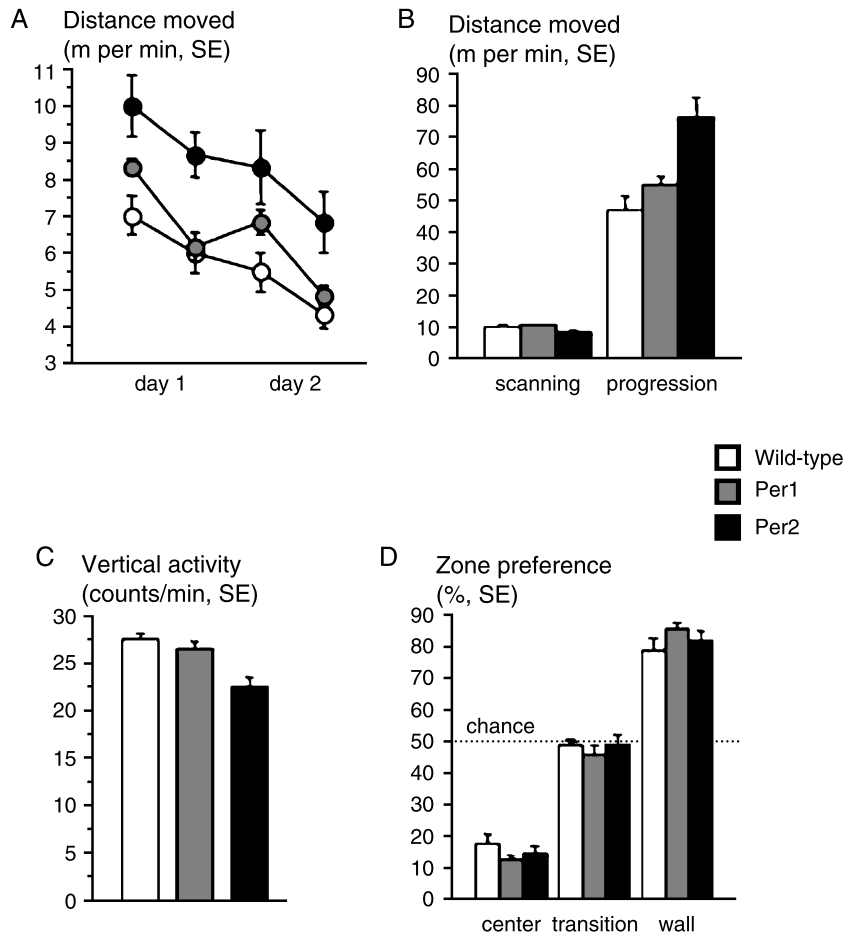 A
Distance moved
(m per min, SE)
11
10
9
8
7
6
5
4
3
day 1 day 2
B
Distance moved
(m per min, SE)
90
80
70
60
50
40
30
20
10
0
scanning progression
Wild-type
Per1
Per2
C
Vertical activity
(counts/min, SE)
30
25
20
15
10
5
0
D
Zone preference
(%, SE)
90
80
70
60
50
40
30
20
10
0
chance
center transition wall